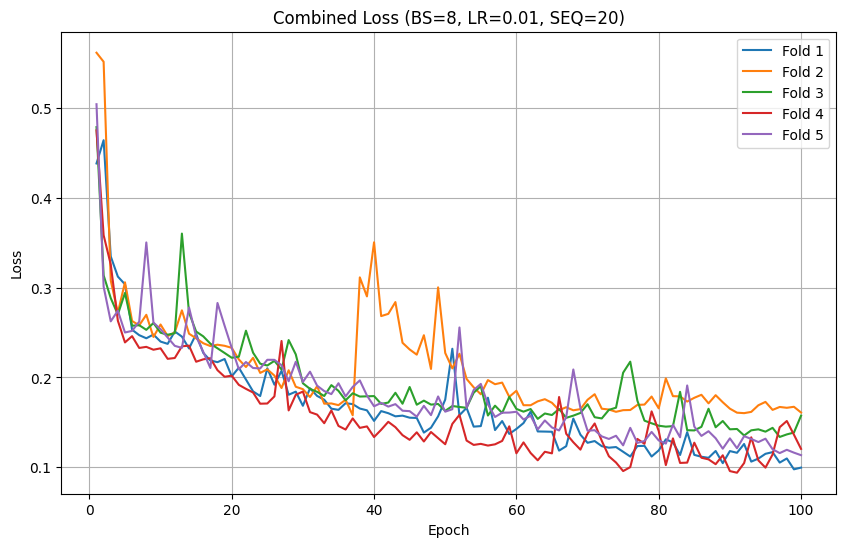 Combined Loss (BS=8, LR=0.01, SEQ=20)
Fold 1
Fold 2
Fold 3
Fold 4
Fold 5
Loss
0.5
0.4
0.3
0.2
0.1
0 20 40 60 80 100
Epoch